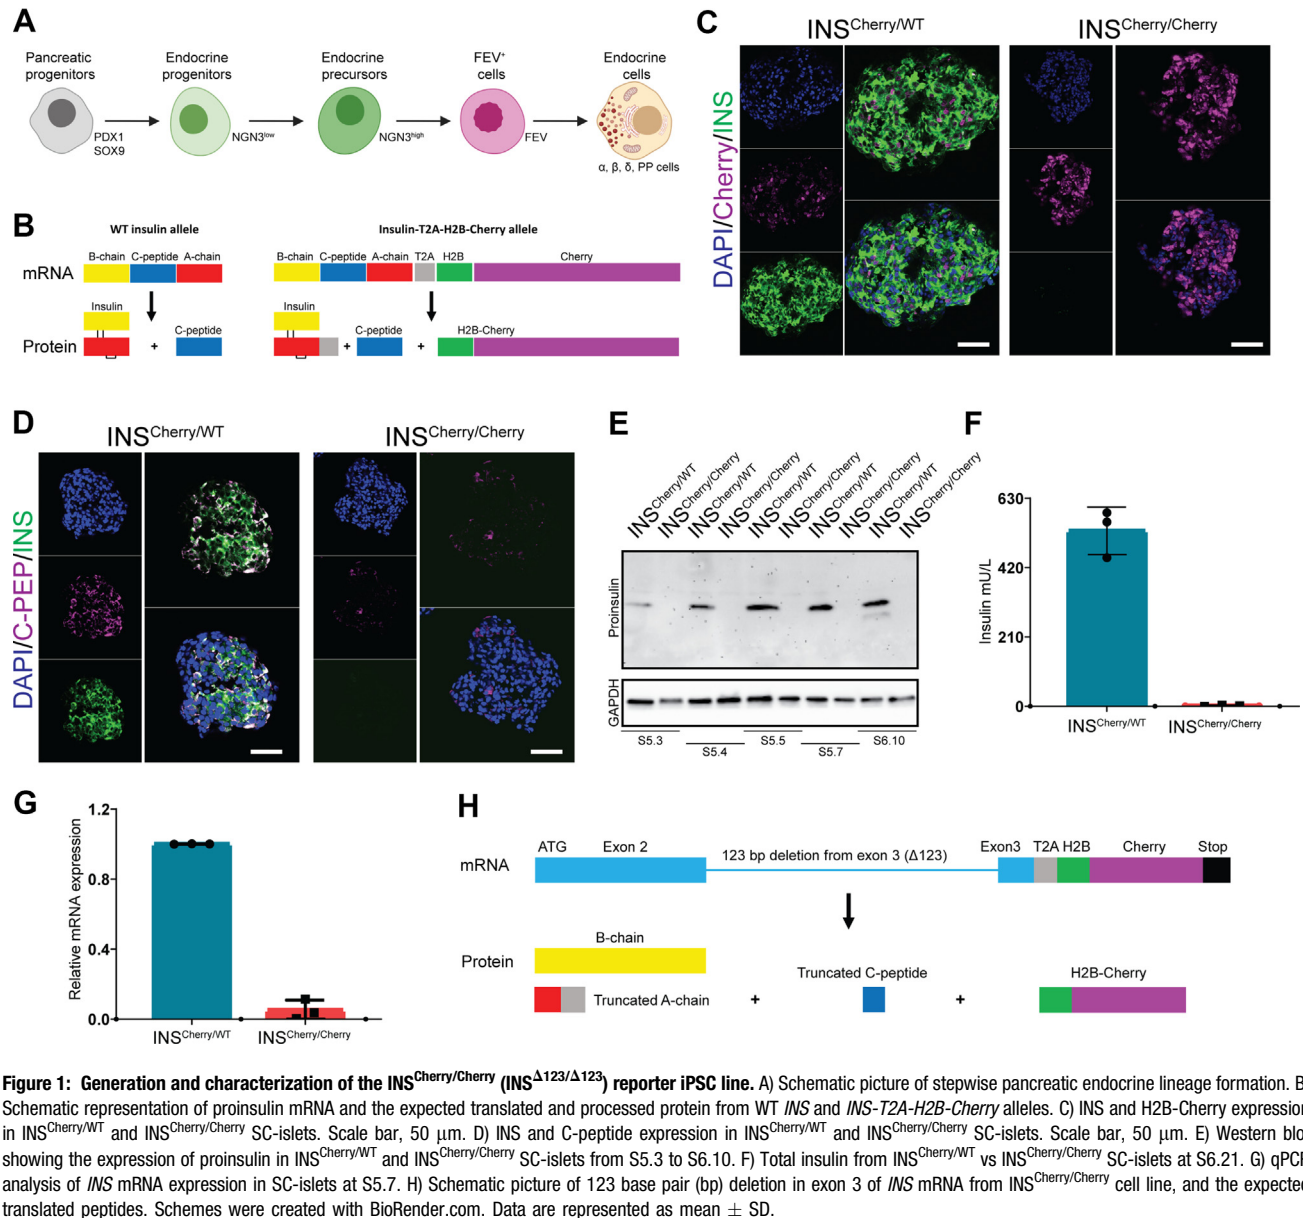 A
Pancreatic progenitors
Endocrine progenitors
Endocrine precursors
FEV⁺ cells
Endocrine cells
PDX1
SOX9
NGN3low
NGN3high
FEV
α, β, δ, PP cells
B
WT insulin allele
Insulin-T2A-H2B-Cherry allele
mRNA
B-chain C-peptide A-chain
B-chain C-peptide A-chain T2A H2B Cherry
Protein
Insulin
+
C-peptide
Insulin
+
C-peptide
+
H2B-Cherry
C
INSCherry/WT
INSCherry/Cherry
DAPI/Cherry/INS
D
INSCherry/WT
INSCherry/Cherry
DAPI/C-PEP/INS
E
INSCherry/WT
INSCherry/Cherry
INSCherry/WT
INSCherry/Cherry
INSCherry/WT
INSCherry/Cherry
INSCherry/WT
INSCherry/Cherry
INSCherry/WT
INSCherry/Cherry
Proinsulin
GAPDH
S5.3
S5.4
S5.5
S5.7
S6.10
F
Insulin mU/L
630
420
210
0
INSCherry/WT
INSCherry/Cherry
G
Relative mRNA expression
1.2
0.8
0.4
0.0
INSCherry/WT
INSCherry/Cherry
H
mRNA
ATG Exon 2
123 bp deletion from exon 3 (Δ123)
Exon3 T2A H2B Cherry Stop
Protein
B-chain
Truncated A-chain
+
Truncated C-peptide
+
H2B-Cherry
Figure 1: Generation and characterization of the INSCherry/Cherry (INSΔ123/Δ123) reporter iPSC line. A) Schematic picture of stepwise pancreatic endocrine lineage formation. B
Schematic representation of proinsulin mRNA and the expected translated and processed protein from WT INS and INS-T2A-H2B-Cherry alleles. C) INS and H2B-Cherry expression
in INSCherry/WT and INSCherry/Cherry SC-islets. Scale bar, 50 μm. D) INS and C-peptide expression in INSCherry/WT and INSCherry/Cherry SC-islets. Scale bar, 50 μm. E) Western blo
showing the expression of proinsulin in INSCherry/WT and INSCherry/Cherry SC-islets from S5.3 to S6.10. F) Total insulin from INSCherry/WT vs INSCherry/Cherry SC-islets at S6.21. G) qPCR
analysis of INS mRNA expression in SC-islets at S5.7. H) Schematic picture of 123 base pair (bp) deletion in exon 3 of INS mRNA from INSCherry/Cherry cell line, and the expected
translated peptides. Schemes were created with BioRender.com. Data are represented as mean ± SD.